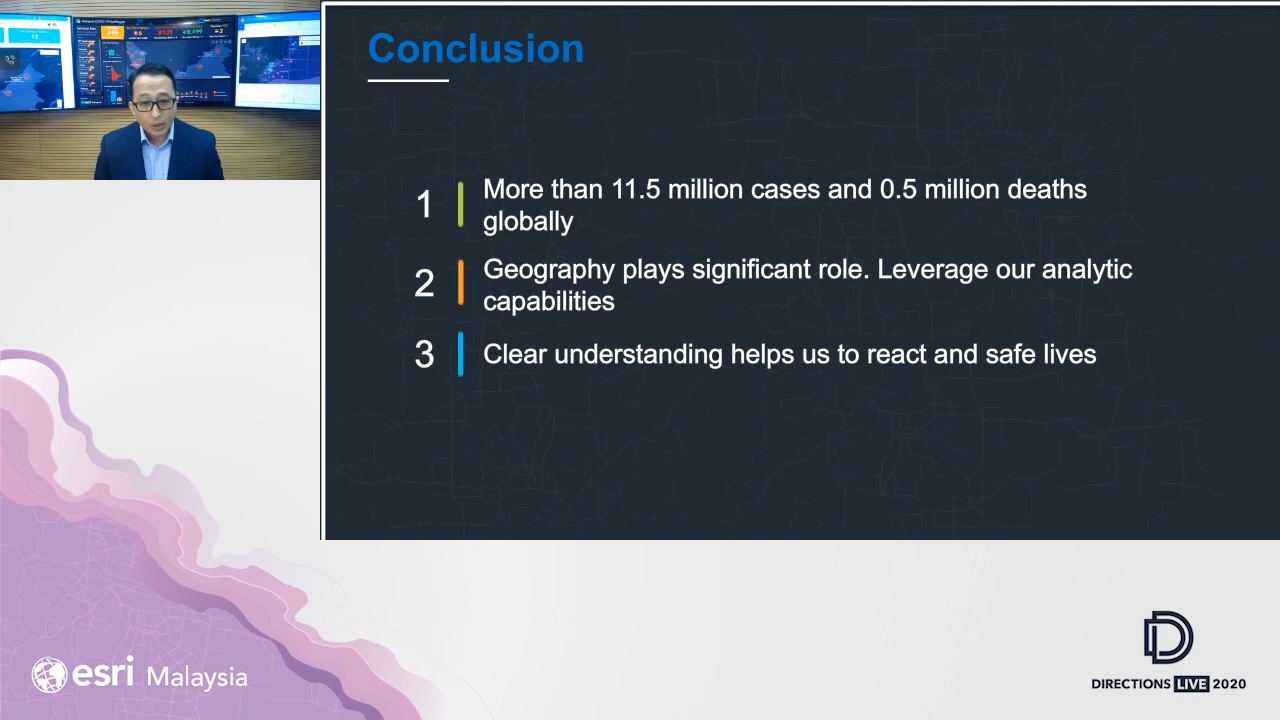 Conclusion
1
More than 11.5 million cases and 0.5 million deaths
globally
2
Geography plays significant role. Leverage our analytic
capabilities
3
Clear understanding helps us to react and safe lives
esri Malaysia
DIRECTIONS LIVE 2020